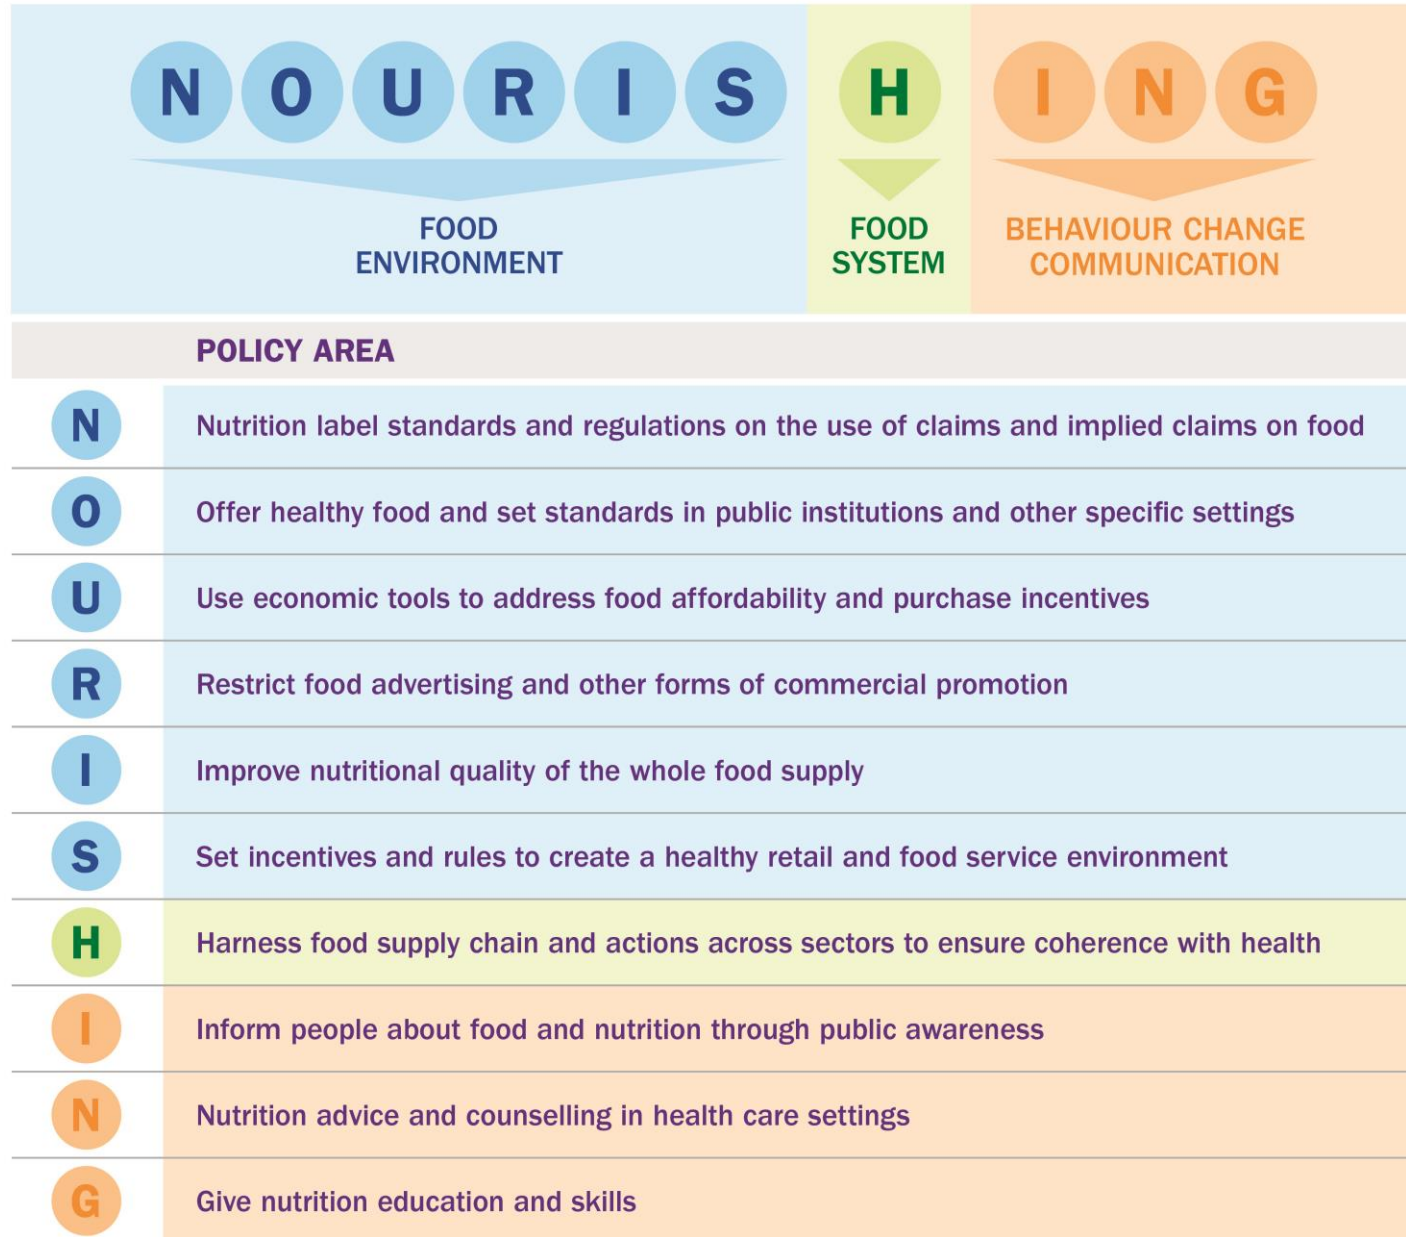 NOURISHING
FOOD
ENVIRONMENT
FOOD
SYSTEM
BEHAVIOUR CHANGE
COMMUNICATION
POLICY AREA
N Nutrition label standards and regulations on the use of claims and implied claims on food
O Offer healthy food and set standards in public institutions and other specific settings
U Use economic tools to address food affordability and purchase incentives
R Restrict food advertising and other forms of commercial promotion
I Improve nutritional quality of the whole food supply
S Set incentives and rules to create a healthy retail and food service environment
H Harness food supply chain and actions across sectors to ensure coherence with health
I Inform people about food and nutrition through public awareness
N Nutrition advice and counselling in health care settings
G Give nutrition education and skills